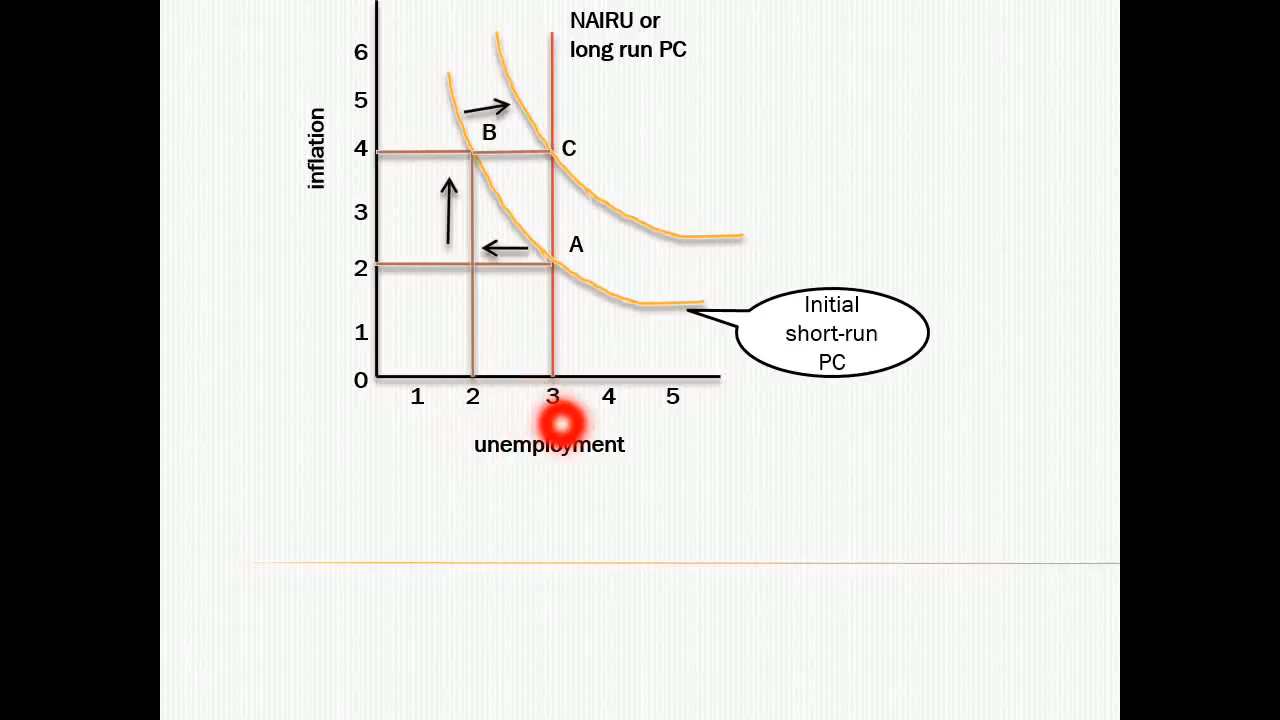 NAIRU or
long run PC
6
5
4
3
2
1
0
inflation
B
C
A
Initial
short-run
PC
1 2 3 4 5
unemployment